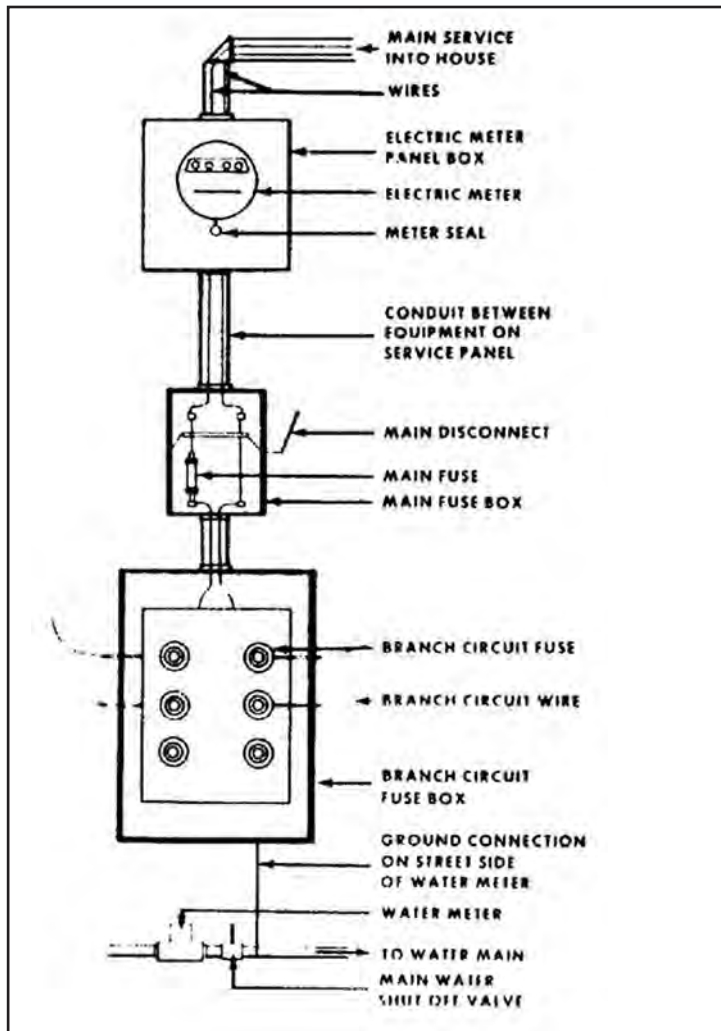 MAIN SERVICE
INTO HOUSE
WIRES
ELECTRIC METER
PANEL BOX
ELECTRIC METER
METER SEAL
CONDUIT BETWEEN
EQUIPMENT ON
SERVICE PANEL
MAIN DISCONNECT
MAIN FUSE
MAIN FUSE BOX
BRANCH CIRCUIT FUSE
BRANCH CIRCUIT WIRE
BRANCH CIRCUIT
FUSE BOX
GROUND CONNECTION
ON STREET SIDE
OF WATER METER
WATER METER
TO WATER MAIN
MAIN WATER
SHUT OFF VALVE